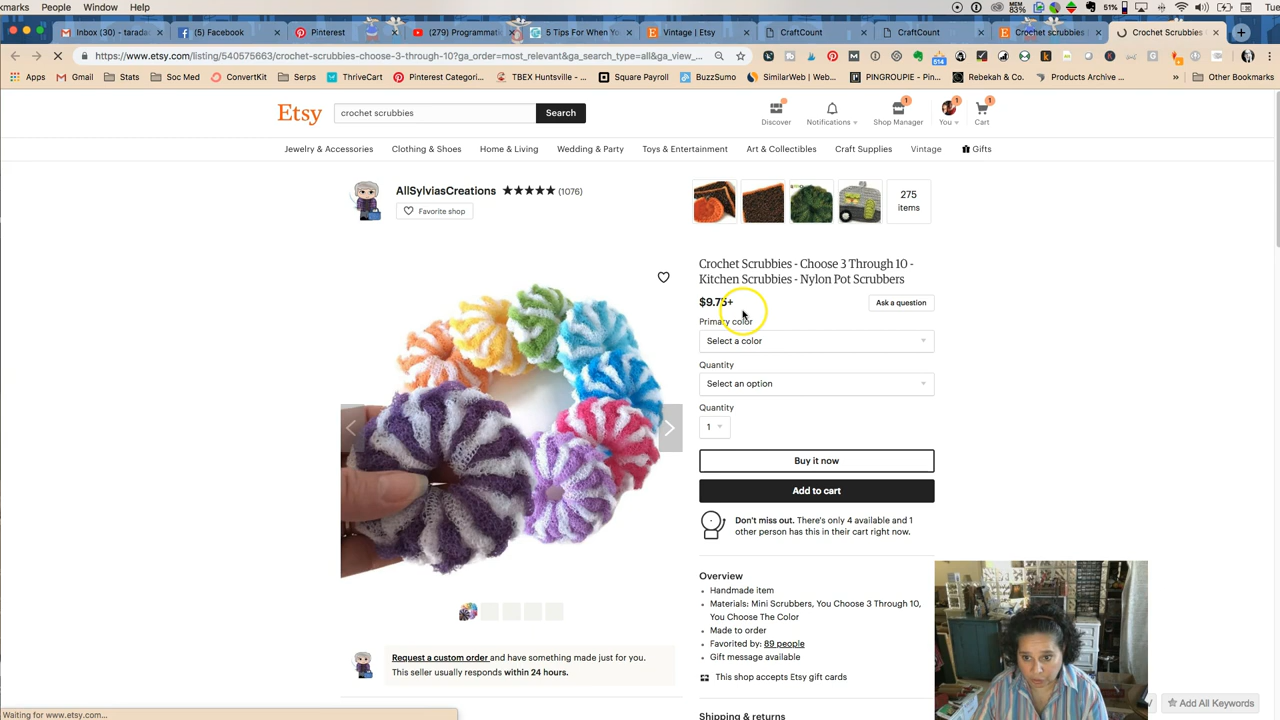 kmarks People Window Help
MEM 83% 51% Tue
Inbox (30) - tarada
(5) Facebook
Pinterest
(279) Programmatic
5 Tips For When Yo
Vintage | Etsy
CraftCount
CraftCount
Crochet scrubbies
Crochet Scrubbies
https://www.etsy.com/listing/540575663/crochet-scrubbies-choose-3-through-10?ga_order=most_relevant&ga_search_type=all&ga_view_...
Apps Gmail Stats Soc Med ConvertKit Serps ThriveCart Pinterest Categori... TBEX Huntsville - ... Square Payroll BuzzSumo SimilarWeb | Web... PINGROUPIE - Pin... Rebekah & Co. Products Archive... » Other Bookmarks
Etsy
crochet scrubbies
Search
Discover
Notifications
Shop Manager
You
Cart
Jewelry & Accessories Clothing & Shoes Home & Living Wedding & Party Toys & Entertainment Art & Collectibles Craft Supplies Vintage Gifts
AllSylviasCreations ★★★★★ (1076)
Favorite shop
275
items
Crochet Scrubbies - Choose 3 Through 10 -
Kitchen Scrubbies - Nylon Pot Scrubbers
$9.75+
Ask a question
Primary color
Select a color
Quantity
Select an option
Quantity
1
Buy it now
Add to cart
Don't miss out. There's only 4 available and 1
other person has this in their cart right now.
Overview
Handmade item
Materials: Mini Scrubbers, You Choose 3 Through 10,
You Choose The Color
Made to order
Favorited by: 89 people
Gift message available
This shop accepts Etsy gift cards
Shipping & returns
Request a custom order and have something made just for you.
This seller usually responds within 24 hours.
Waiting for www.etsy.com...
Add All Keywords